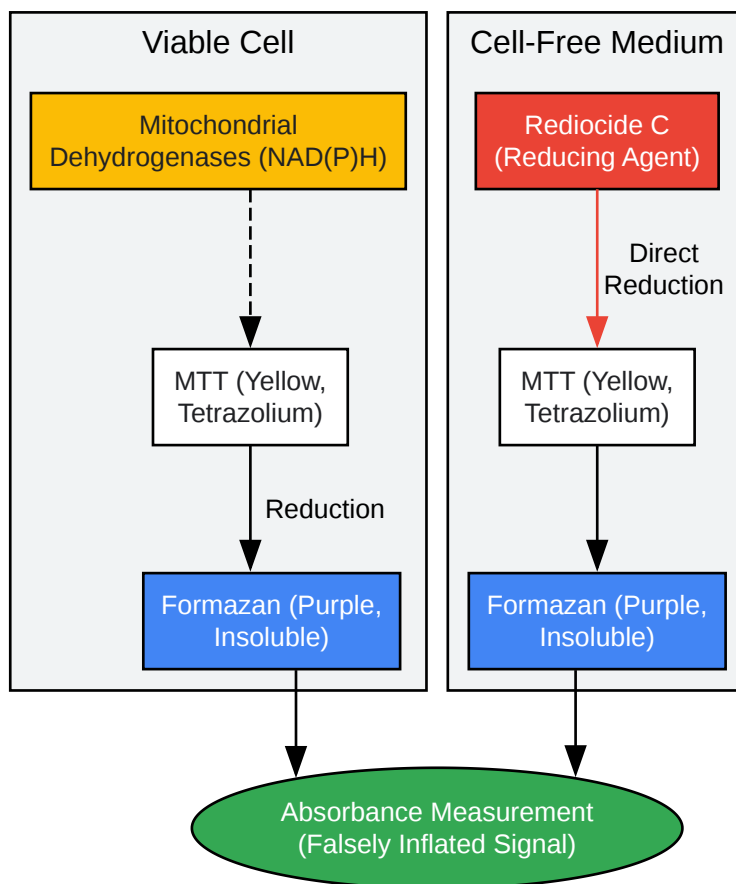 Viable Cell
Mitochondrial
Dehydrogenases (NAD(P)H)
MTT (Yellow,
Tetrazolium)
Reduction
Formazan (Purple,
Insoluble)
Cell-Free Medium
Rediocide C
(Reducing Agent)
Direct
Reduction
MTT (Yellow,
Tetrazolium)
Formazan (Purple,
Insoluble)
Absorbance Measurement
(Falsely Inflated Signal)